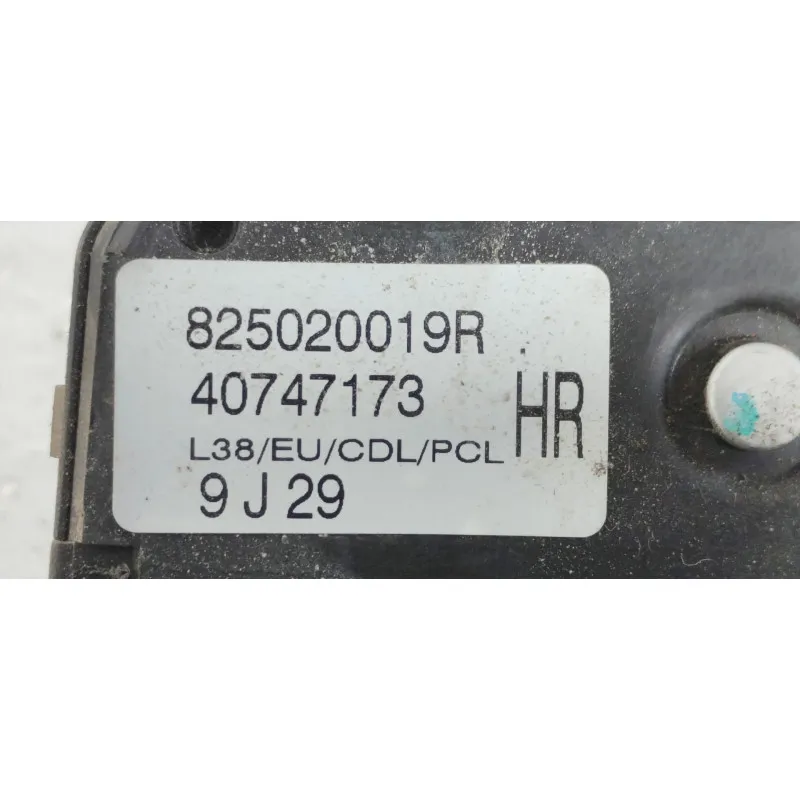 825020019R
40747173
HR
L38/EU/CDL/PCL
9 J 29